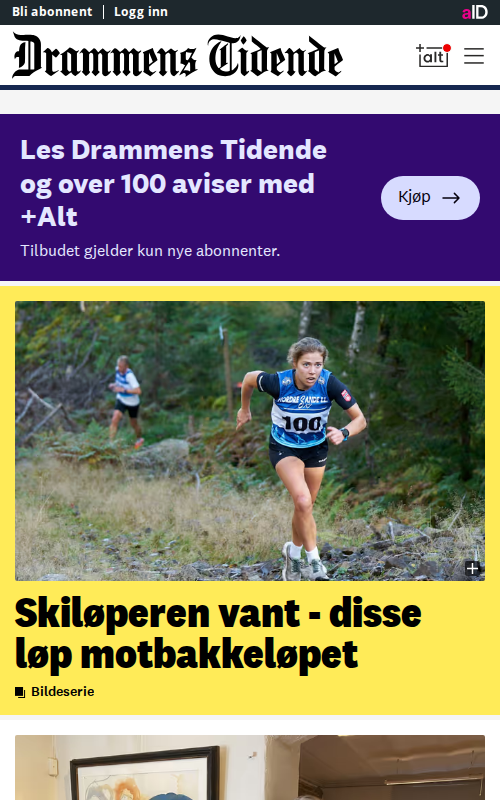 Bli abonnent
Logg inn
aID
Drammens Tidende
+alt
Les Drammens Tidende
og over 100 aviser med
+Alt
Tilbudet gjelder kun nye abonnenter.
Kjøp
100
Skiløperen vant - disse
løp motbakkeløpet
Bildeserie